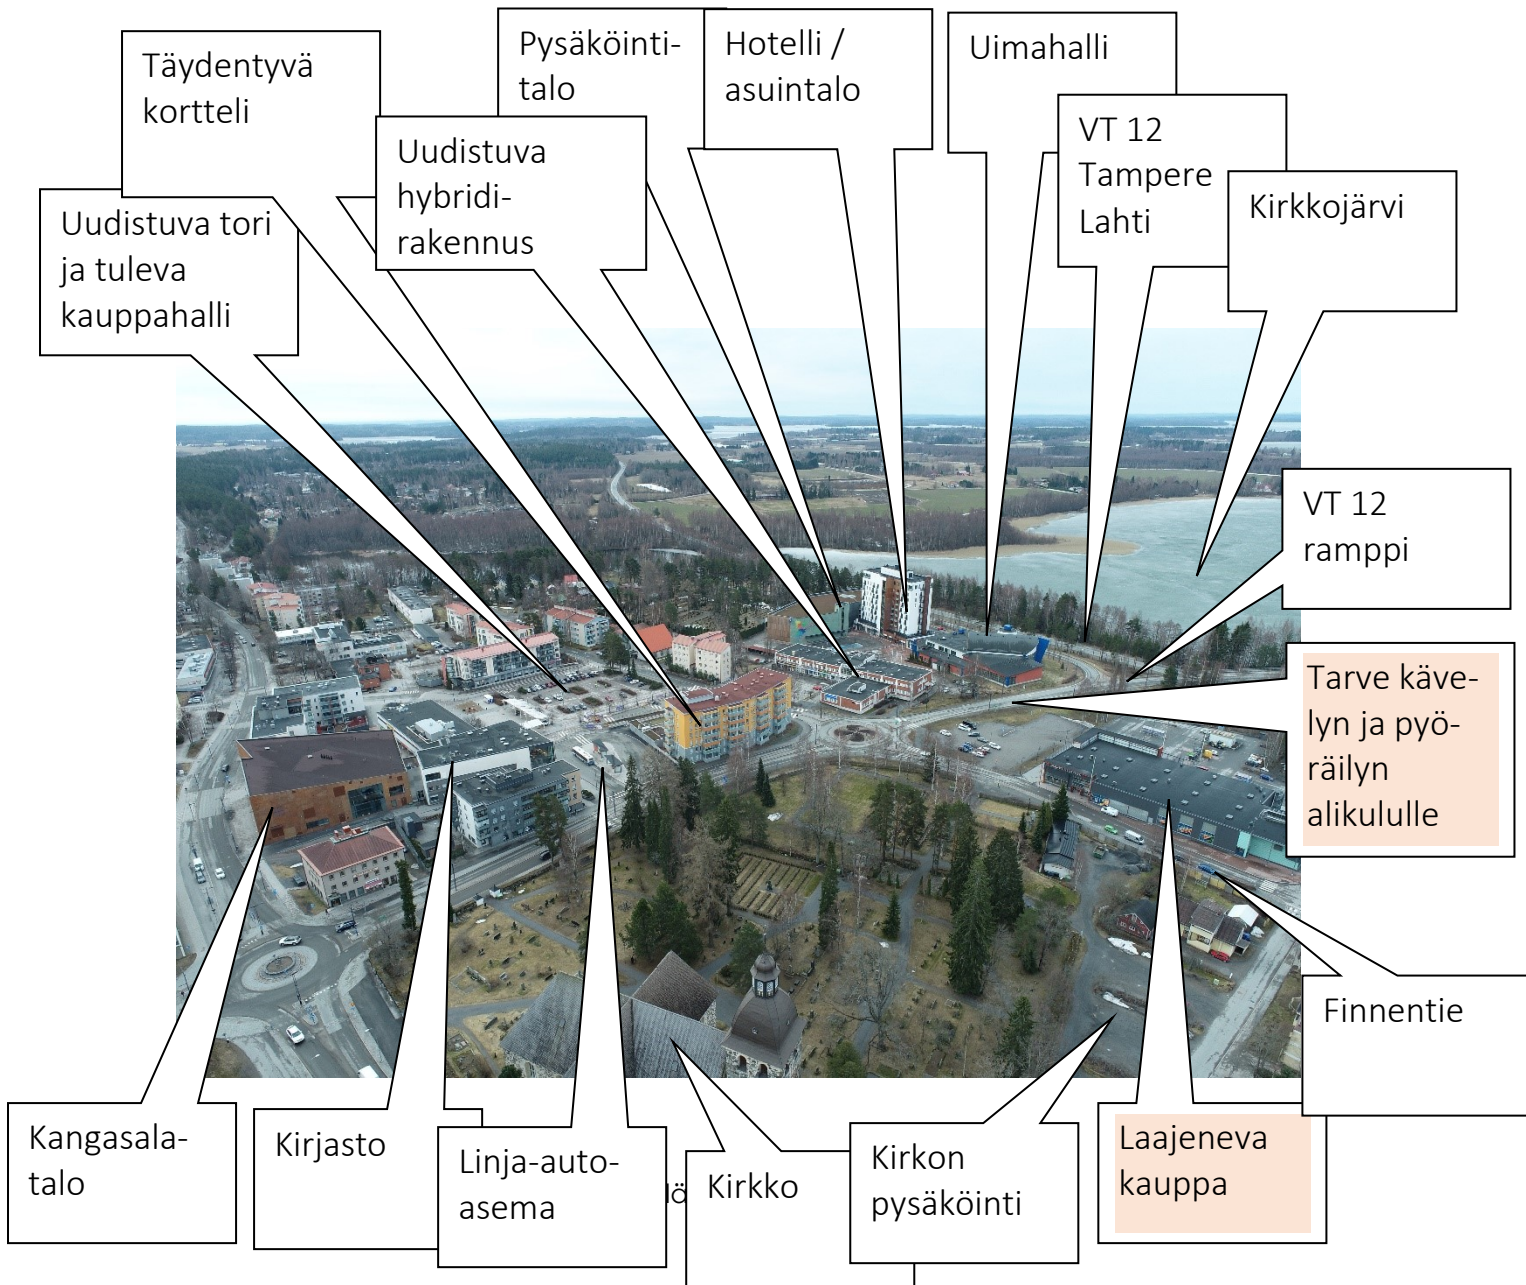 Täydentyvä
kortteli
Pysäköinti-
talo
Hotelli /
asuintalo
Uimahalli
Uudistuva
hybridi-
rakennus
VT 12
Tampere
Lahti
Kirkkojärvi
Uudistuva tori
ja tuleva
kauppahalli
VT 12
ramppi
Tarve käve-
lyn ja pyö-
räilyn
alikululle
Finnentie
Kangasala-
talo
Kirjasto
Linja-auto-
asema
Kirkko
Kirkon
pysäköinti
Laajeneva
kauppa